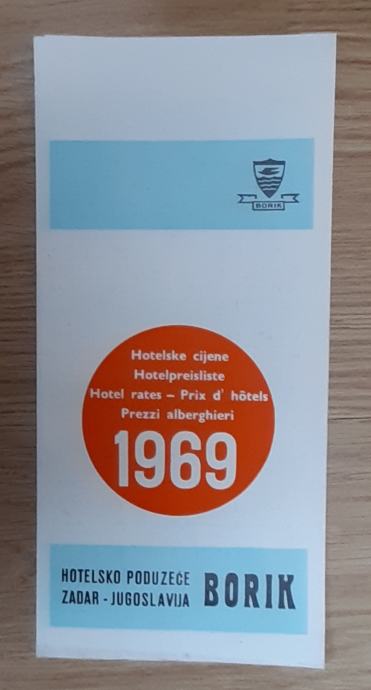 BORIK
Hotelske cijene
Hotelpreisliste
Hotel rates – Prix d' hôtels
Prezzi alberghieri
1969
HOTELSKO PODUZEĆE BORIK
ZADAR - JUGOSLAVIJA